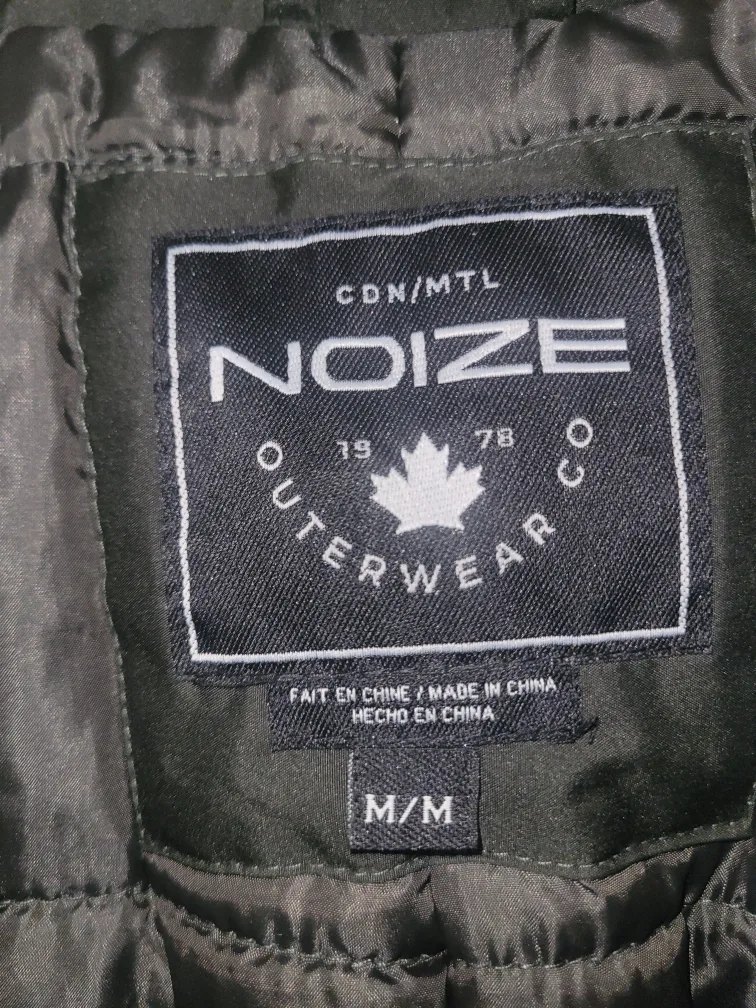 CDN/MTL
NOIZE
19 78
OUTERWEAR CO
FAIT EN CHINE / MADE IN CHINA
HECHO EN CHINA
M/M